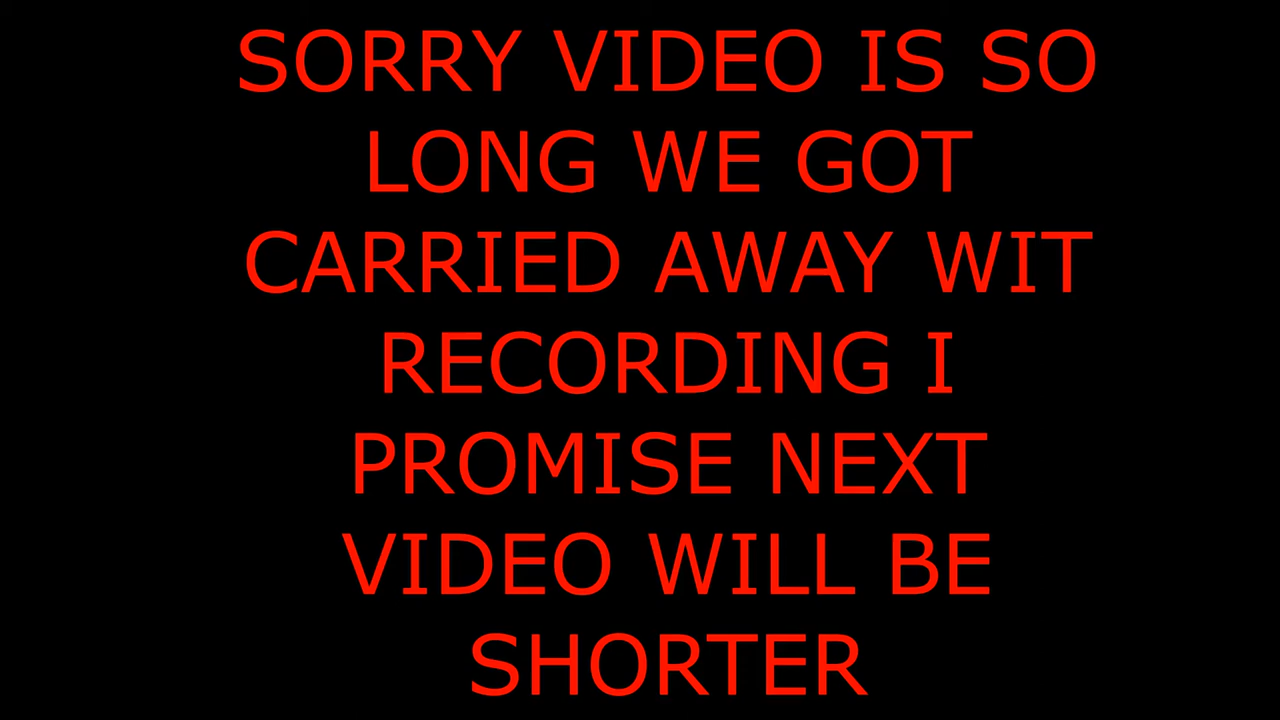 SORRY VIDEO IS SO
LONG WE GOT
CARRIED AWAY WIT
RECORDING I
PROMISE NEXT
VIDEO WILL BE
SHORTER